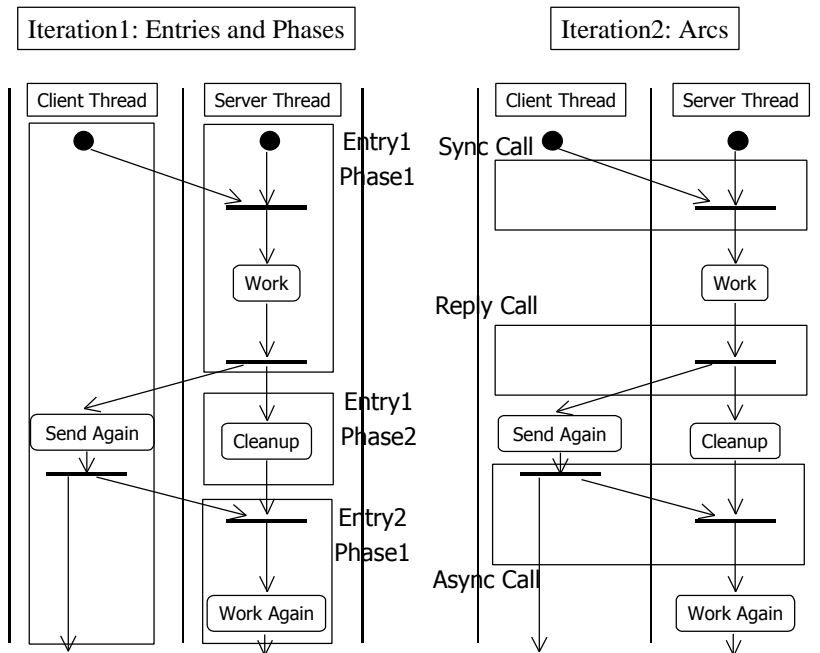 Iteration1: Entries and Phases
Client Thread
Server Thread
Entry1
Phase1
Work
Entry1
Phase2
Send Again
Cleanup
Entry2
Phase1
Work Again
Iteration2: Arcs
Client Thread
Server Thread
Sync Call
Work
Reply Call
Send Again
Cleanup
Async Call
Work Again